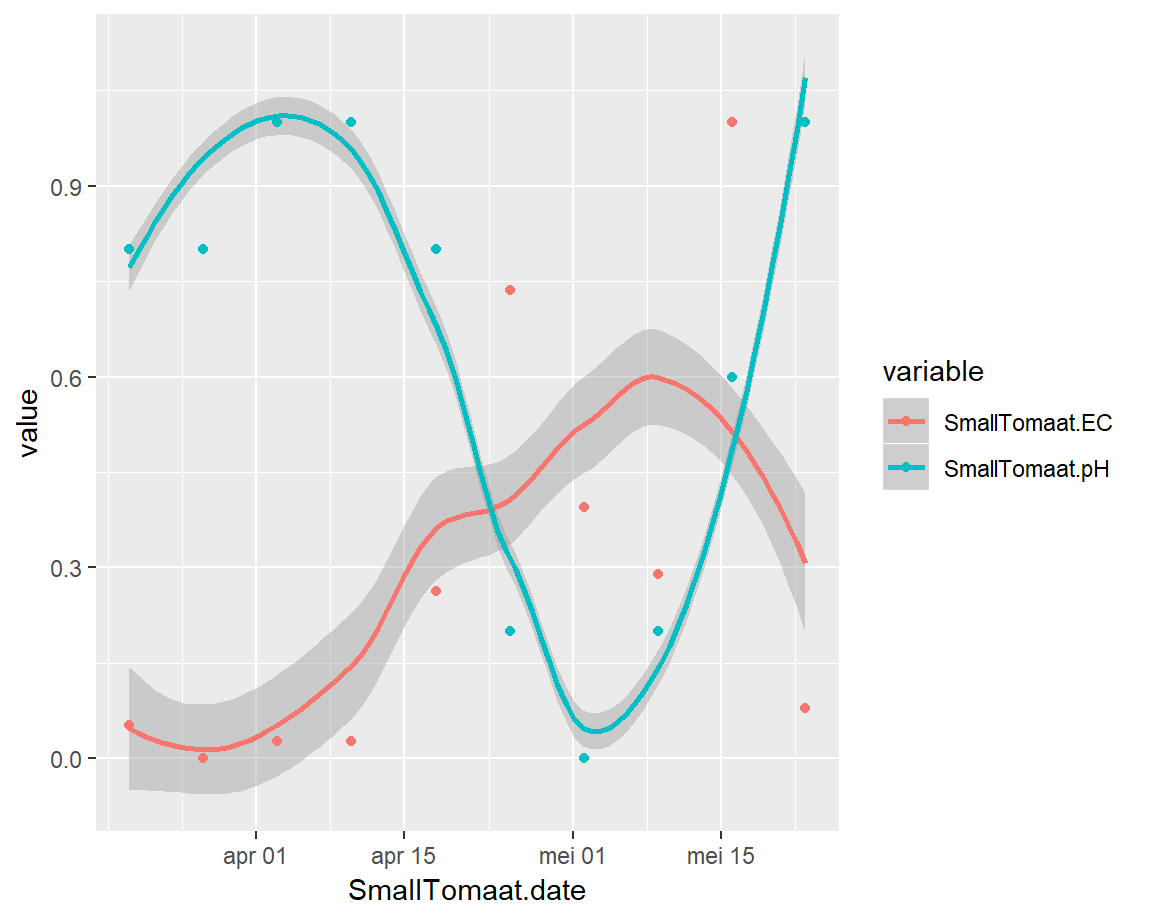 0.9
0.6
0.3
0.0
value
apr 01 apr 15 mei 01 mei 15
SmallTomaat.date
variable
SmallTomaat.EC
SmallTomaat.pH